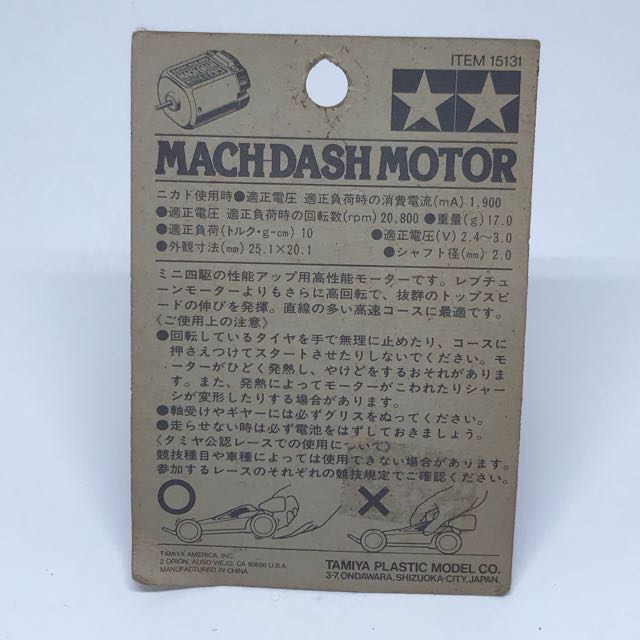 ITEM 15131
MACH-DASH MOTOR
ニカド使用時●適正電圧 適正負荷時の消費電流(mA) 1,900
●適正電圧 適正負荷時の回転数(rpm) 20,800 ●重量(g) 17.0
●適正負荷(トルク・g-cm) 10 ●適正電圧(V) 2.4〜3.0
●外観寸法(mm) 25.1×20.1 ●シャフト径(mm) 2.0
ミニ四駆の性能アップ用高性能モーターです。レブチュ
ーンモーターよりもさらに高回転で、抜群のトップスピ
ードの伸びを発揮。直線の多い高速コースに最適です。
《ご使用上の注意》
●回転しているタイヤを手で無理に止めたり、コースに
押さえつけてスタートさせたりしないでください。モ
ーターがひどく発熱し、やけどをするおそれがありま
す。また、発熱によってモーターがこわれたりシャー
シが変形したりする場合があります。
●軸受けやギヤーには必ずグリスをぬってください。
●走らせない時は必ず電池をはずしておきましょう。
《タミヤ公認レースでの使用について》
競技種目や車種によっては使用できない場合があります。
参加するレースのそれぞれの競技規定でご確認ください。
TAMIYA AMERICA, INC.
2 ORION, ALISO VIEJO, CA 92656 U.S.A
MANUFACTURED IN CHINA
TAMIYA PLASTIC MODEL CO.
3-7, ONDAWARA, SHIZUOKA-CITY, JAPAN.